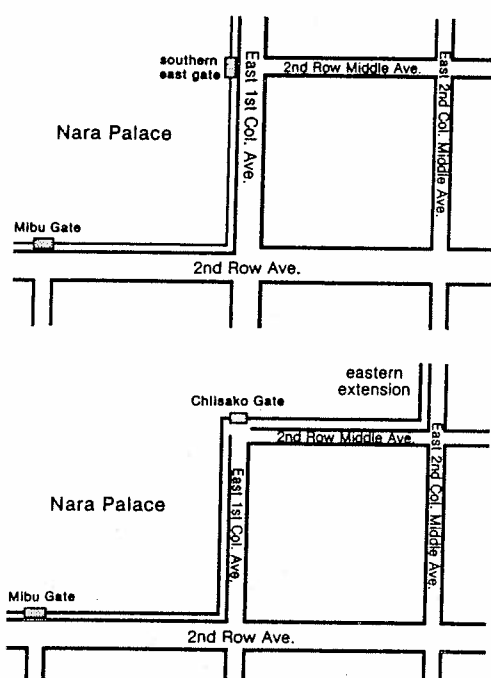 southern
east gate
East 1st Col. Ave.
2nd Row Middle Ave.
East 2nd Col. Middle Ave.
Nara Palace
Mibu Gate
2nd Row Ave.
eastern
extension
Chiisako Gate
2nd Row Middle Ave.
East 1st Col. Ave.
East 2nd Col. Middle Ave.
Nara Palace
Mibu Gate
2nd Row Ave.